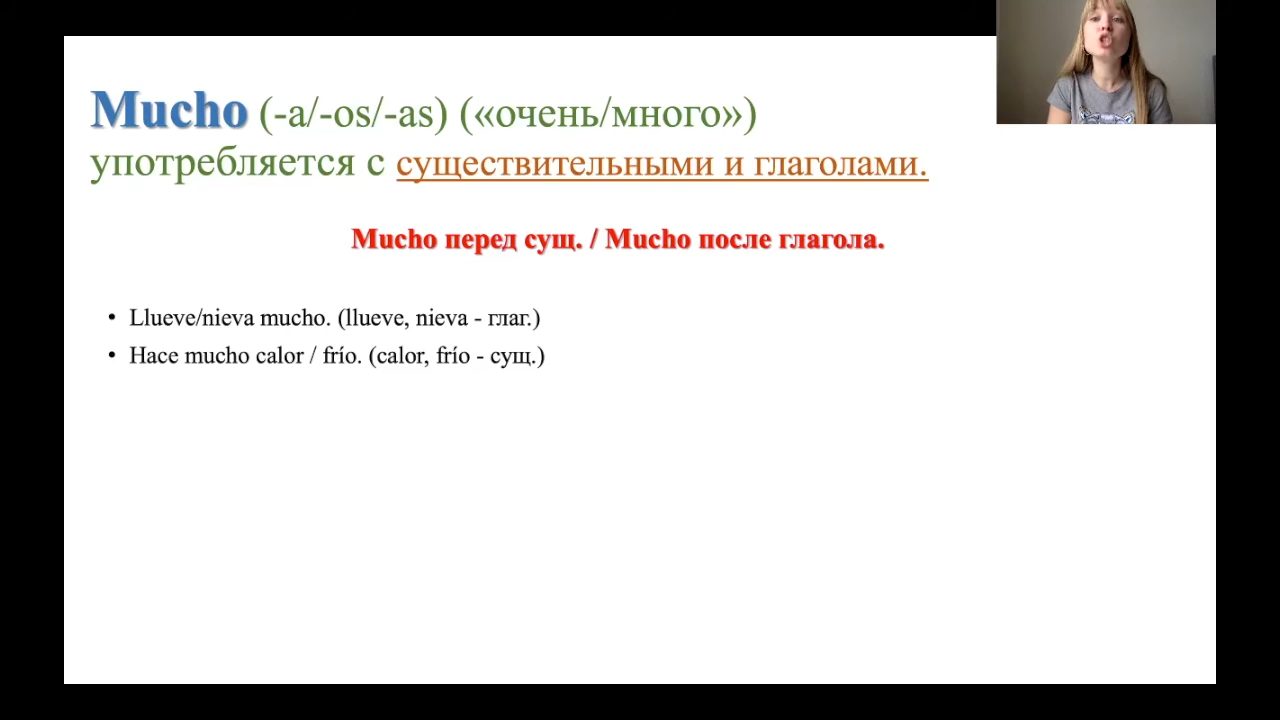 Mucho (-a/-os/-as) («очень/много»)
употребляется с существительными и глаголами.
Mucho перед сущ. / Mucho после глагола.
• Llueve/nieva mucho. (llueve, nieva - глаг.)
• Hace mucho calor / frío. (calor, frío - сущ.)